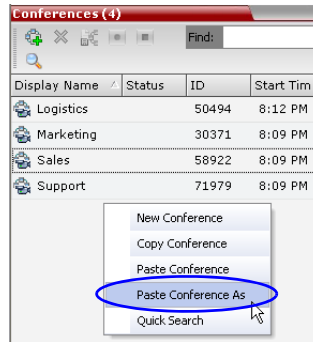 Conferences (4)
Find:
Display Name Status ID Start Tim
Logistics 50494 8:12 PM
Marketing 30371 8:09 PM
Sales 58922 8:09 PM
Support 71979 8:09 PM
New Conference
Copy Conference
Paste Conference
Paste Conference As
Quick Search